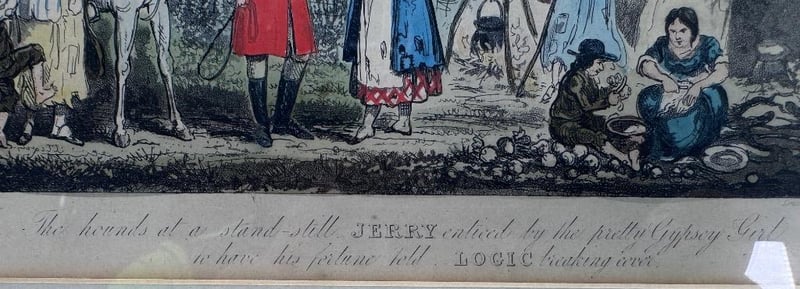 The hounds at a stand-still. JERRY enticed by the pretty Gypsey Girl
to have his fortune told. LOGIC breaking cover.